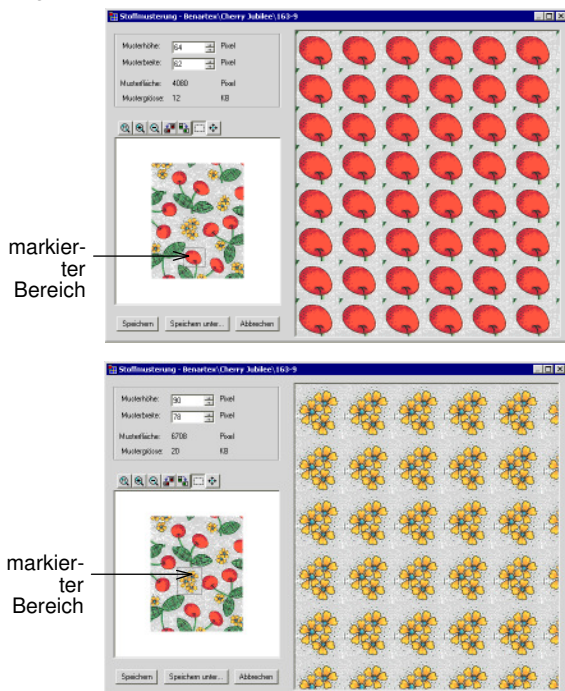 Stoffmusterung - Benartex\Cherry Jubilee\163-9
Musterhöhe: 64 Pixel
Musterbreite: 62 Pixel
Musterfläche: 4080 Pixel
Mustergrösse: 12 KB
markier-
ter
Bereich
Speichern Speichern unter... Abbrechen
Stoffmusterung - Benartex\Cherry Jubilee\163-9
Musterhöhe: 90 Pixel
Musterbreite: 78 Pixel
Musterfläche: 6708 Pixel
Mustergrösse: 20 KB
markier-
ter
Bereich
Speichern Speichern unter... Abbrechen